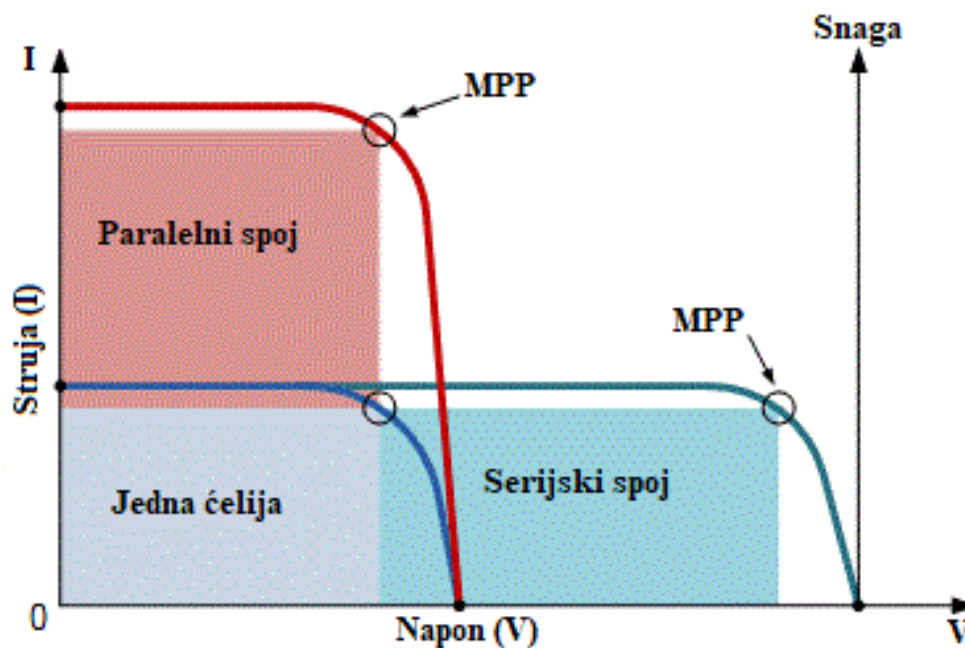 I
Snaga
MPP
Paralelni spoj
MPP
Struja (I)
Jedna ćelija
Serijski spoj
0
Napon (V)
V